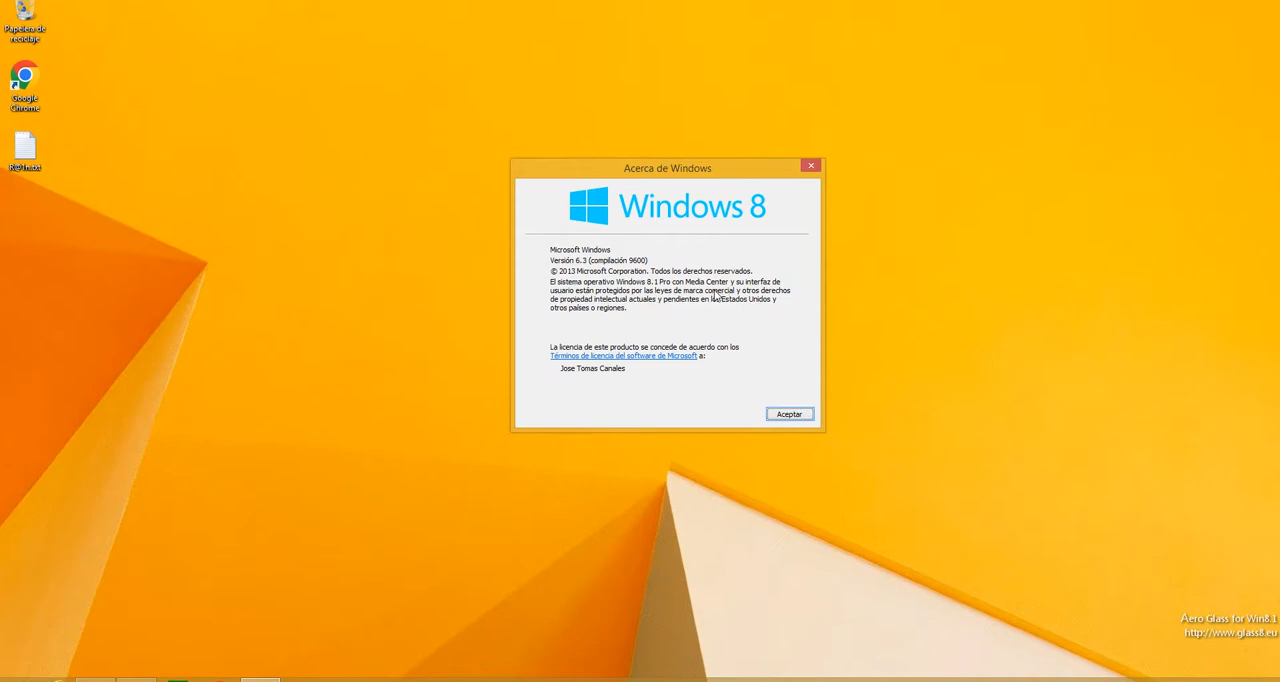 Papelera de
reciclaje
Google
Chrome
Acerca de Windows
Windows 8
Microsoft Windows
Versión 6.3 (compilación 9600)
© 2013 Microsoft Corporation. Todos los derechos reservados.
El sistema operativo Windows 8.1 Pro con Media Center y su interfaz de
usuario están protegidos por las leyes de marca comercial y otros derechos
de propiedad intelectual actuales y pendientes en Estados Unidos y
otros países o regiones.
La licencia de este producto se concede de acuerdo con los
Términos de licencia del software de Microsoft a:
Jose Tomas Canales
Aceptar
Aero Glass for Win8.1
http://www.glass8.eu